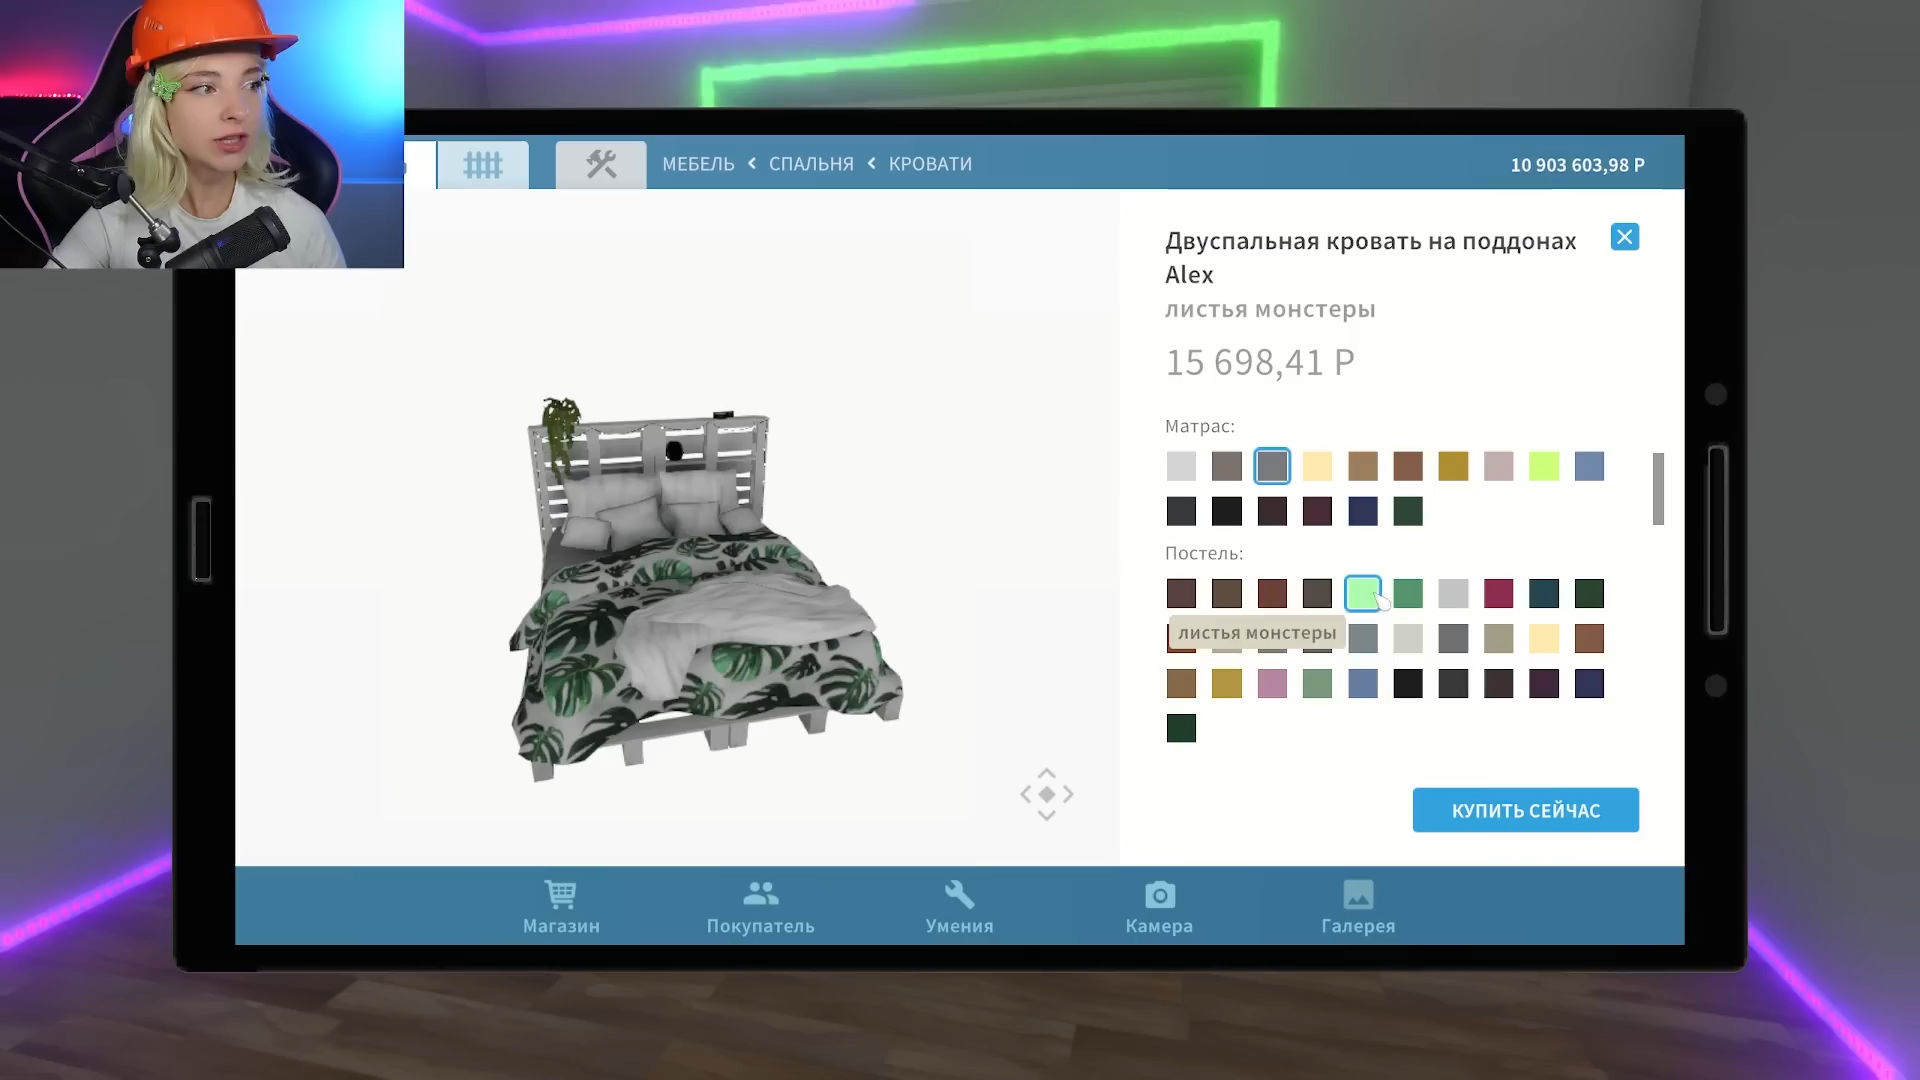 МЕБЕЛЬ < СПАЛЬНЯ < КРОВАТИ
10 903 603,98 Р
Двуспальная кровать на поддонах
Alex
листья монстеры
15 698,41 Р
Матрас:
Постель:
листья монстеры
КУПИТЬ СЕЙЧАС
Магазин
Покупатель
Умения
Камера
Галерея